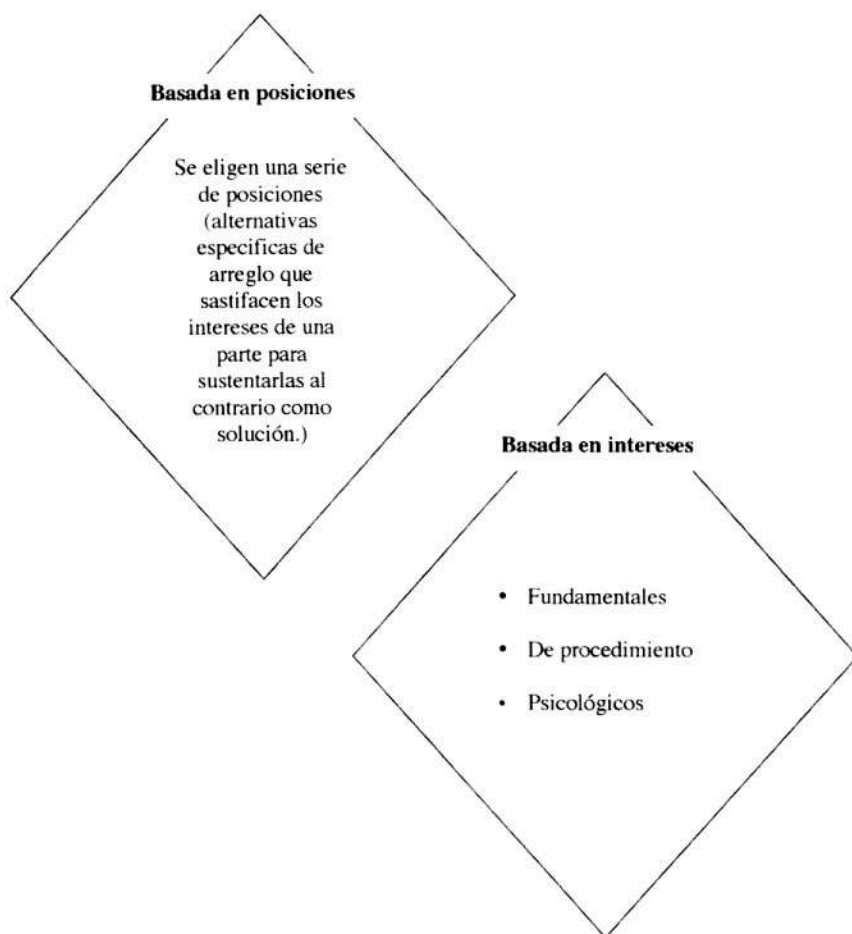 Basada en posiciones
Se eligen una serie
de posiciones
(alternativas
especificas de
arreglo que
sastifacen los
intereses de una
parte para
sustentarlas al
contrario como
solución.)
Basada en intereses
• Fundamentales
• De procedimiento
• Psicológicos